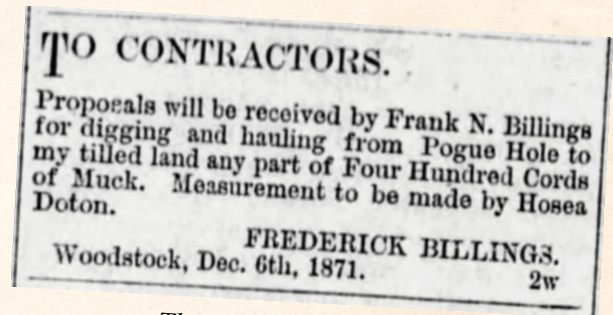 TO CONTRACTORS.
Proposals will be received by Frank N. Billings
for digging and hauling from Pogue Hole to
my tilled land any part of Four Hundred Cords
of Muck. Measurement to be made by Hosea
Doton.
FREDERICK BILLINGS.
Woodstock, Dec. 6th, 1871. 2w